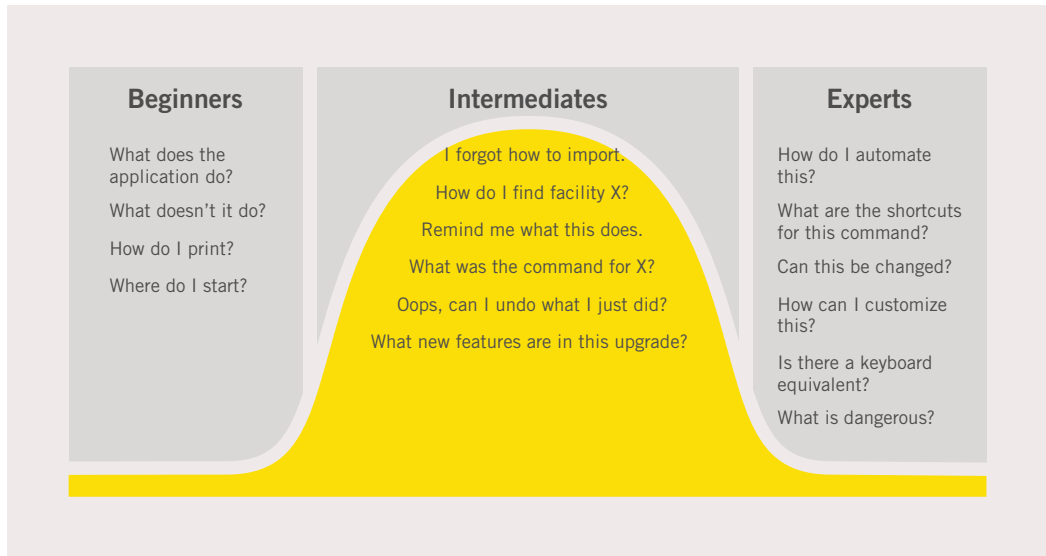 Beginners
What does the
application do?
What doesn’t it do?
How do I print?
Where do I start?
Intermediates
I forgot how to import.
How do I find facility X?
Remind me what this does.
What was the command for X?
Oops, can I undo what I just did?
What new features are in this upgrade?
Experts
How do I automate
this?
What are the shortcuts
for this command?
Can this be changed?
How can I customize
this?
Is there a keyboard
equivalent?
What is dangerous?